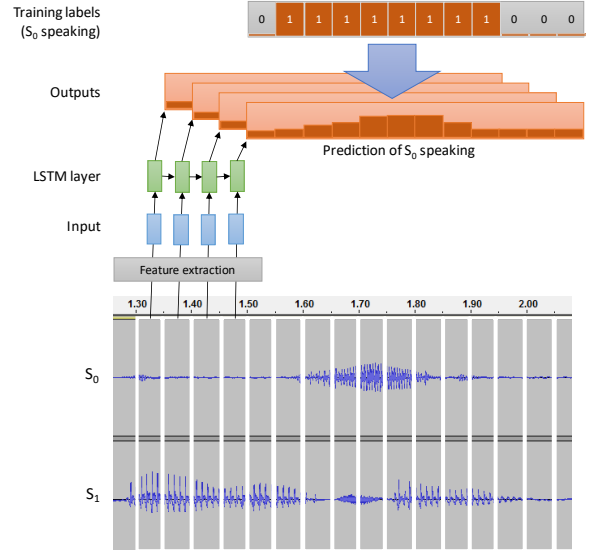 Training labels
(S0 speaking)
0 1 1 1 1 1 1 1 1 0 0 0
Outputs
Prediction of S0 speaking
LSTM layer
Input
Feature extraction
1.30 1.40 1.50 1.60 1.70 1.80 1.90 2.00
S0
S1